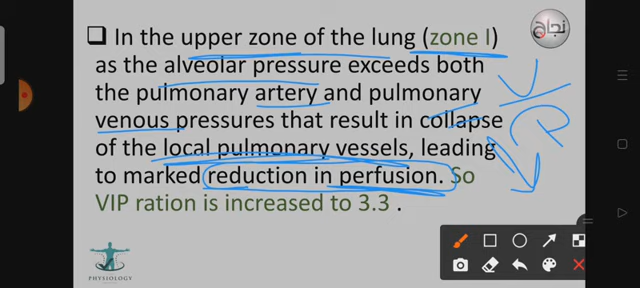 In the upper zone of the lung (zone I)
as the alveolar pressure exceeds both
the pulmonary artery and pulmonary
venous pressures that result in collapse
of the local pulmonary vessels, leading
to marked reduction in perfusion. So
VIP ration is increased to 3.3 .
V
P
نجاح
PHYSIOLOGY